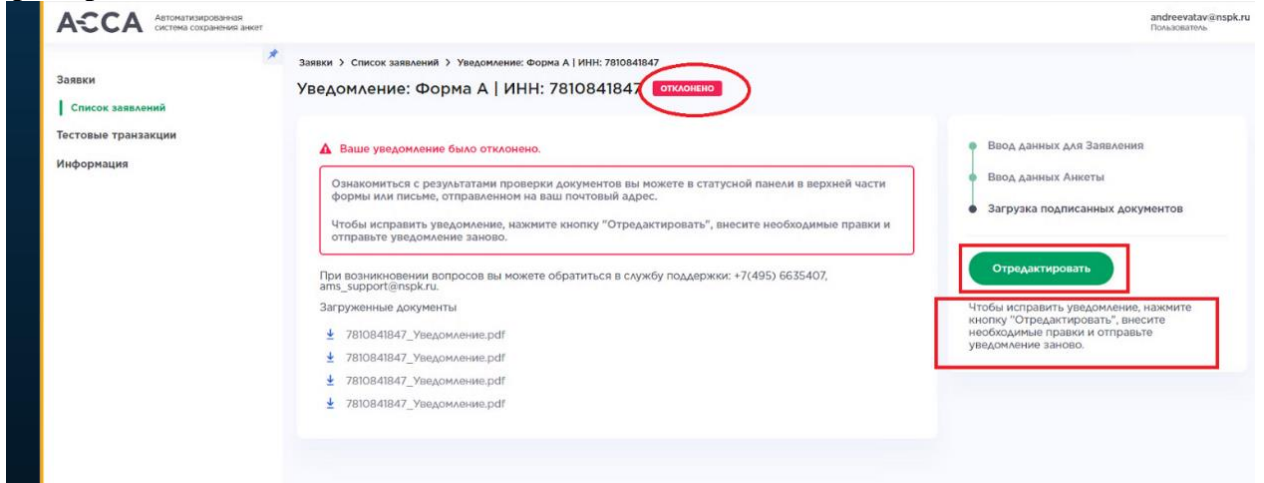 АССА
Автоматизированная
система сохранения анкет
andreevatav@nspk.ru
Пользователь
Заявки
Список заявлений
Тестовые транзакции
Информация
Заявки > Список заявлений > Уведомление: Форма А | ИНН: 7810841847
Уведомление: Форма А | ИНН: 7810841847 ОТКЛОНЕНО
Ваше уведомление было отклонено.
Ознакомиться с результатами проверки документов вы можете в статусной панели в верхней части
формы или письме, отправленном на ваш почтовый адрес.
Чтобы исправить уведомление, нажмите кнопку "Отредактировать", внесите необходимые правки и
отправьте уведомление заново.
При возникновении вопросов вы можете обратиться в службу поддержки: +7(495) 6635407,
ams_support@nspk.ru.
Загруженные документы
7810841847_Уведомление.pdf
7810841847_Уведомление.pdf
7810841847_Уведомление.pdf
7810841847_Уведомление.pdf
Ввод данных для Заявления
Ввод данных Анкеты
Загрузка подписанных документов
Отредактировать
Чтобы исправить уведомление, нажмите
кнопку "Отредактировать", внесите
необходимые правки и отправьте
уведомление заново.